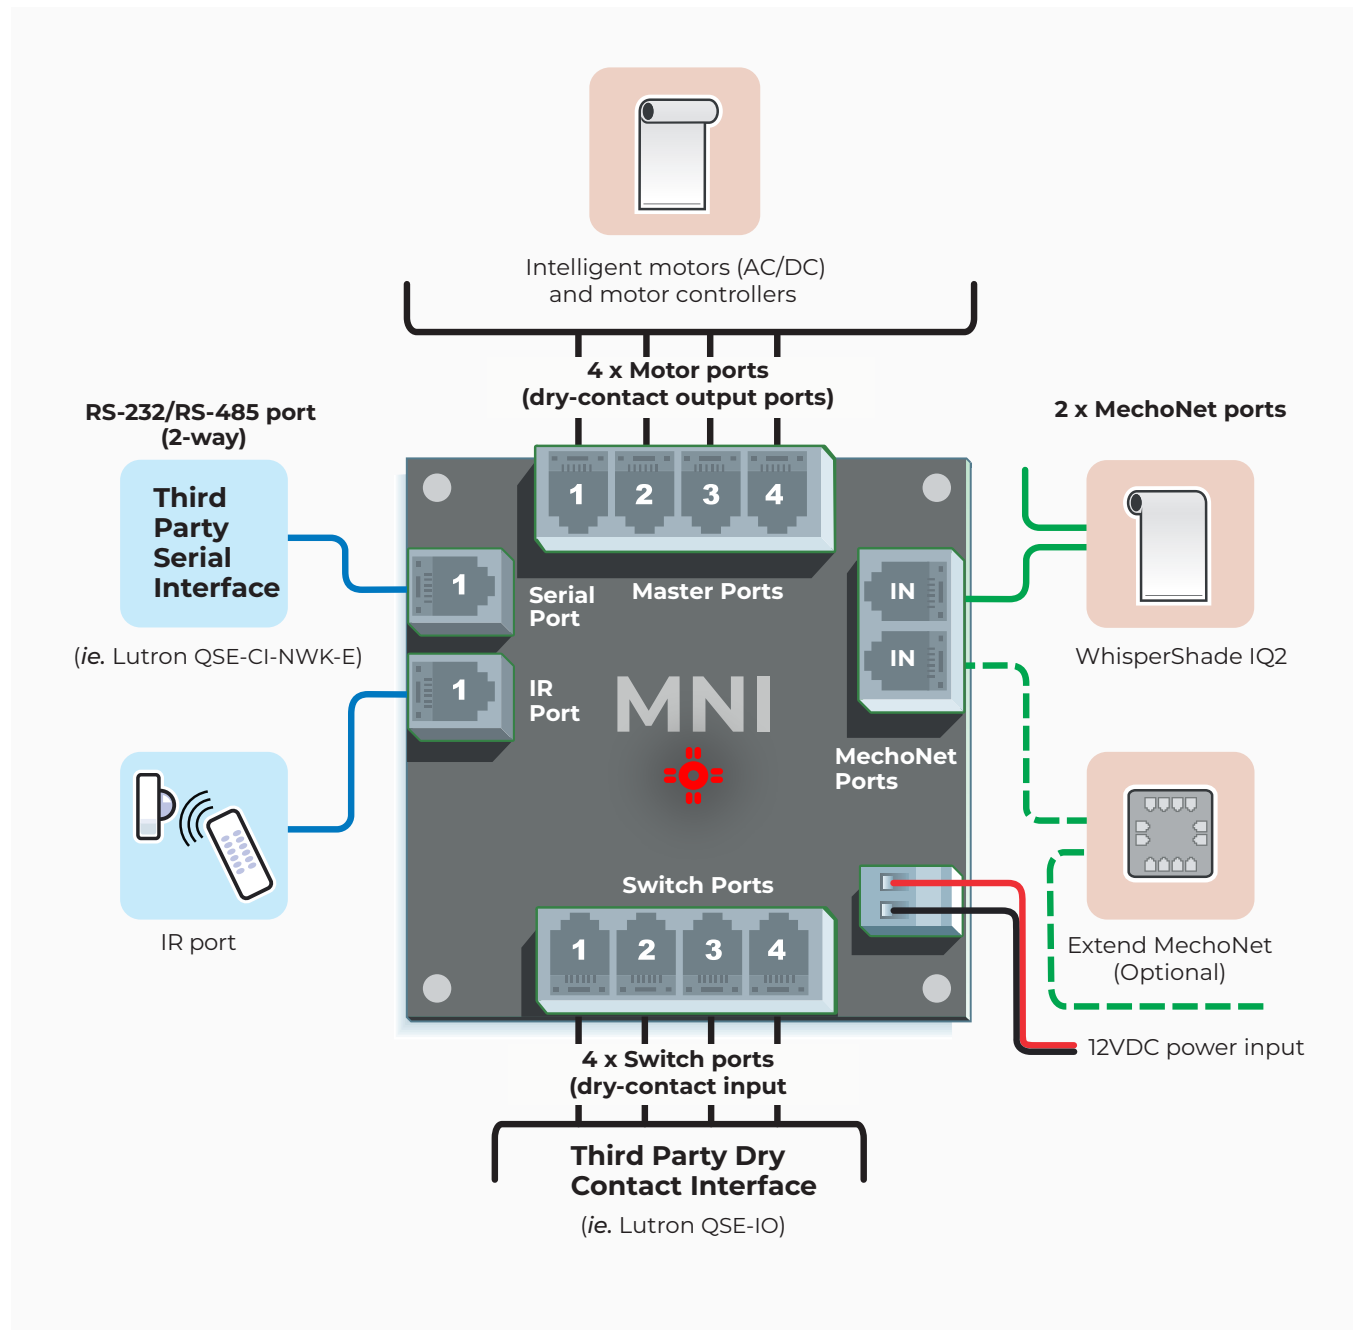 Intelligent motors (AC/DC)
and motor controllers
4 x Motor ports
(dry-contact output ports)
RS-232/RS-485 port
(2-way)
2 x MechoNet ports
Third
Party
Serial
Interface
(ie. Lutron QSE-CI-NWK-E)
1 2 3 4
Master Ports
1
Serial
Port
1
IR
Port
IN
IN
MechoNet
Ports
MNI
WhisperShade IQ2
IR port
Extend MechoNet
(Optional)
Switch Ports
1 2 3 4
12VDC power input
4 x Switch ports
(dry-contact input
Third Party Dry
Contact Interface
(ie. Lutron QSE-IO)